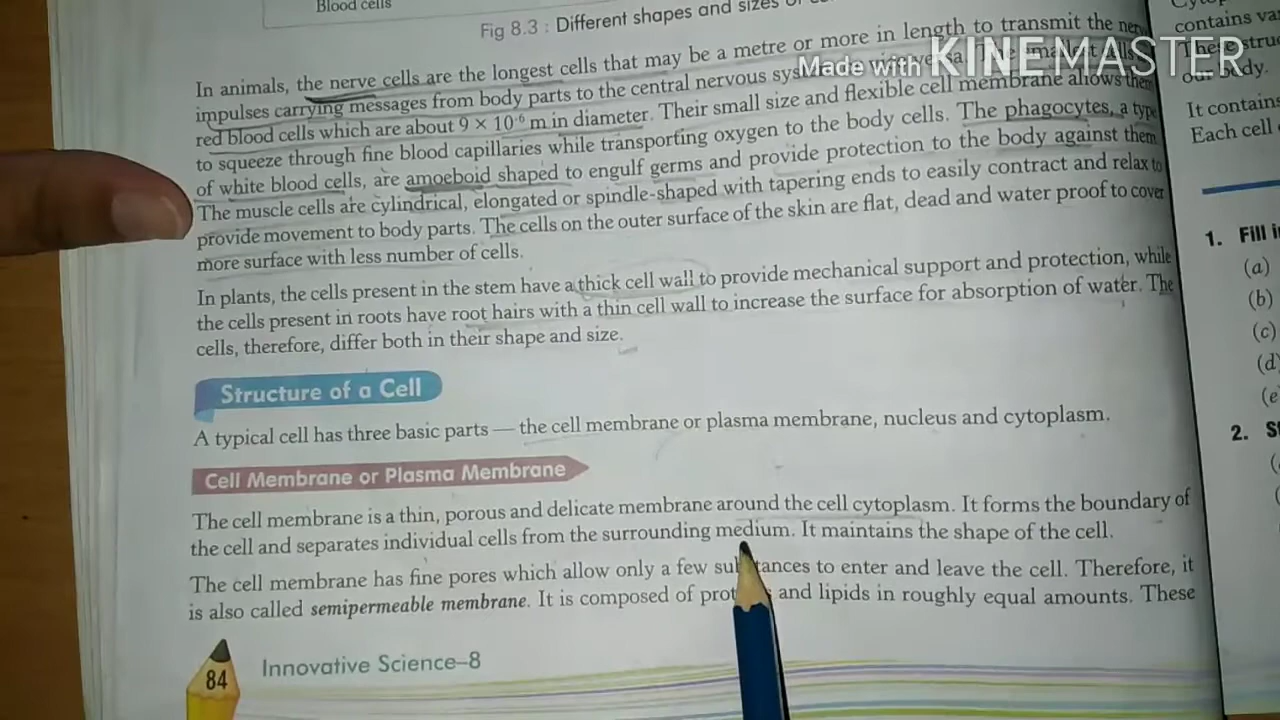 Blood cells
Fig 8.3 : Different shapes and sizes of
Made with KINEMASTER
In animals, the nerve cells are the longest cells that may be a metre or more in length to transmit the
impulses carrying messages from body parts to the central nervous
red blood cells which are about 9 × 10⁻⁶ m in diameter. Their small size and flexible cell membrane allows them
to squeeze through fine blood capillaries while transporting oxygen to the body cells. The phagocytes, a type
of white blood cells, are amoeboid shaped to engulf germs and provide protection to the body against them
The muscle cells are cylindrical, elongated or spindle-shaped with tapering ends to easily contract and relax to
provide movement to body parts. The cells on the outer surface of the skin are flat, dead and water proof to cover
more surface with less number of cells.
In plants, the cells present in the stem have a thick cell wall to provide mechanical support and protection, while
the cells present in roots have root hairs with a thin cell wall to increase the surface for absorption of water. The
cells, therefore, differ both in their shape and size.
Structure of a Cell
A typical cell has three basic parts — the cell membrane or plasma membrane, nucleus and cytoplasm.
Cell Membrane or Plasma Membrane
The cell membrane is a thin, porous and delicate membrane around the cell cytoplasm. It forms the boundary of
the cell and separates individual cells from the surrounding medium. It maintains the shape of the cell.
The cell membrane has fine pores which allow only a few substances to enter and leave the cell. Therefore, it
is also called semipermeable membrane. It is composed of and lipids in roughly equal amounts. These
84
Innovative Science–8
contains
These
our body.
It contains
Each cell
1. Fill
(a)
(b)
(c)
(d)
(e)
2.